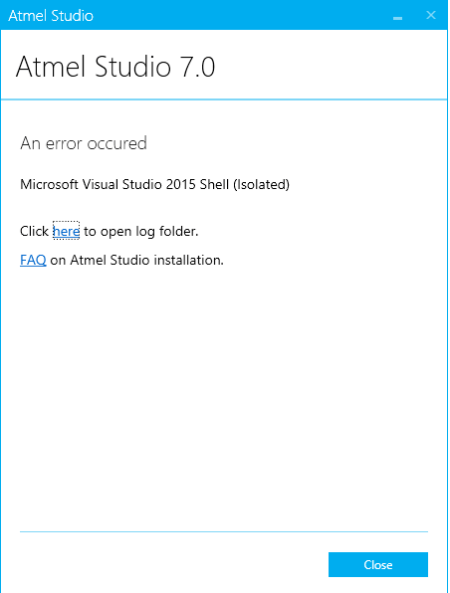 Atmel Studio
Atmel Studio 7.0
An error occured
Microsoft Visual Studio 2015 Shell (Isolated)
Click here to open log folder.
FAQ on Atmel Studio installation.
Close